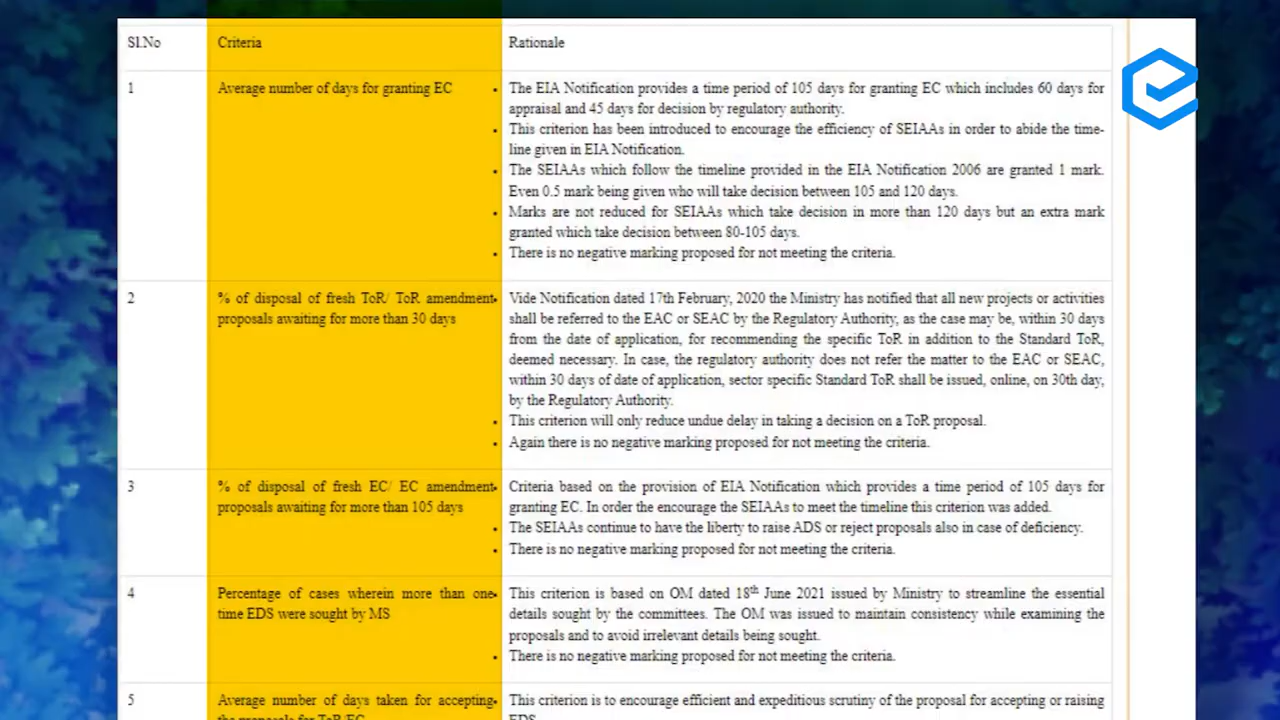 Sl.No Criteria Rationale
1 Average number of days for granting EC • The EIA Notification provides a time period of 105 days for granting EC which includes 60 days for
appraisal and 45 days for decision by regulatory authority.
• This criterion has been introduced to encourage the efficiency of SEIAAs in order to abide the time-
line given in EIA Notification.
• The SEIAAs which follow the timeline provided in the EIA Notification 2006 are granted 1 mark.
Even 0.5 mark being given who will take decision between 105 and 120 days.
• Marks are not reduced for SEIAAs which take decision in more than 120 days but an extra mark
granted which take decision between 80-105 days.
• There is no negative marking proposed for not meeting the criteria.
2 % of disposal of fresh ToR/ ToR amendment
proposals awaiting for more than 30 days
• Vide Notification dated 17th February, 2020 the Ministry has notified that all new projects or activities
shall be referred to the EAC or SEAC by the Regulatory Authority, as the case may be, within 30 days
from the date of application, for recommending the specific ToR in addition to the Standard ToR,
deemed necessary. In case, the regulatory authority does not refer the matter to the EAC or SEAC,
within 30 days of date of application, sector specific Standard ToR shall be issued, online, on 30th day,
by the Regulatory Authority.
• This criterion will only reduce undue delay in taking a decision on a ToR proposal.
• Again there is no negative marking proposed for not meeting the criteria.
3 % of disposal of fresh EC/ EC amendment
proposals awaiting for more than 105 days
• Criteria based on the provision of EIA Notification which provides a time period of 105 days for
granting EC. In order the encourage the SEIAAs to meet the timeline this criterion was added.
• The SEIAAs continue to have the liberty to raise ADS or reject proposals also in case of deficiency.
• There is no negative marking proposed for not meeting the criteria.
4 Percentage of cases wherein more than one
time EDS were sought by MS
• This criterion is based on OM dated 18th June 2021 issued by Ministry to streamline the essential
details sought by the committees. The OM was issued to maintain consistency while examining the
proposals and to avoid irrelevant details being sought.
• There is no negative marking proposed for not meeting the criteria.
5 Average number of days taken for accepting
the proposals for ToR/EC
• This criterion is to encourage efficient and expeditious scrutiny of the proposal for accepting or raising
EDS.